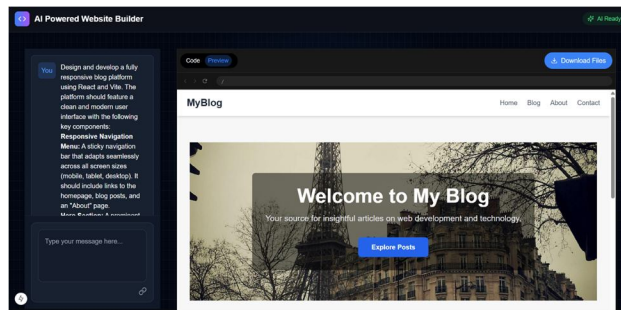 AI Powered Website Builder
AI Ready
You
Design and develop a fully
responsive blog platform
using React and Vite. The
platform should feature a
clean and modern user
interface with the following
key components:
Responsive Navigation
Menu: A sticky navigation
bar that adapts seamlessly
across all screen sizes
(mobile, tablet, desktop). It
should include links to the
homepage, blog posts, and
an "About" page.
Hero Section: A prominent
Type your message here...
Code Preview
Download Files
/
MyBlog
Home Blog About Contact
Welcome to My Blog
Your source for insightful articles on web development and technology.
Explore Posts